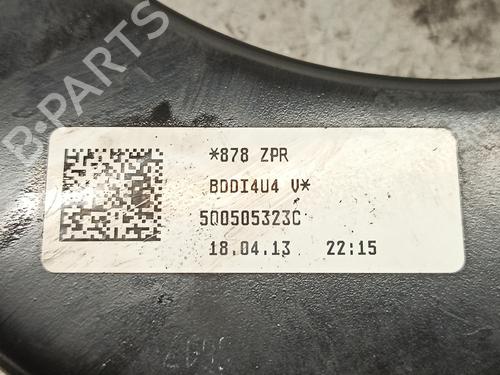 B-PARTS
*878 ZPR
BDDI4U4 V*
5Q0505323C
18.04.13 22:15